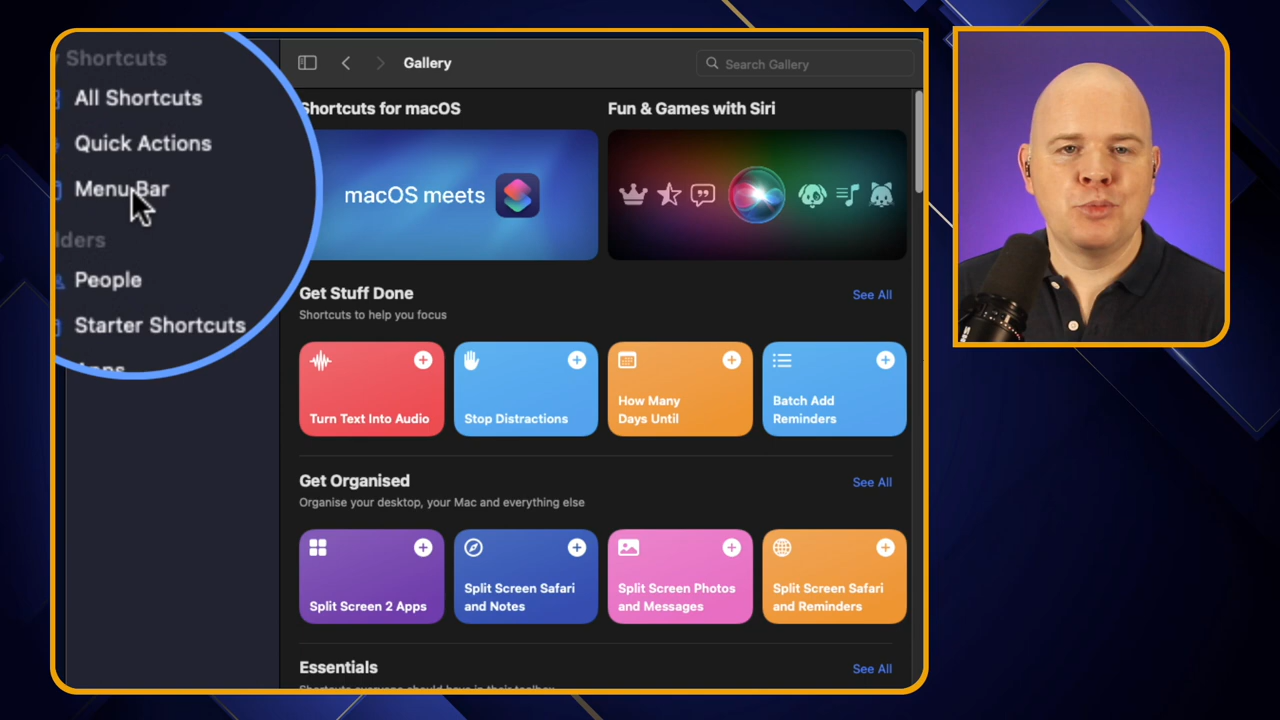 Shortcuts
All Shortcuts
Quick Actions
Menu Bar
People
Starter Shortcuts
Gallery
Search Gallery
Shortcuts for macOS
macOS meets
Fun & Games with Siri
Get Stuff Done
See All
Shortcuts to help you focus
Turn Text Into Audio
Stop Distractions
How Many
Days Until
Batch Add
Reminders
Get Organised
See All
Organise your desktop, your Mac and everything else
Split Screen 2 Apps
Split Screen Safari
and Notes
Split Screen Photos
and Messages
Split Screen Safari
and Reminders
Essentials
See All